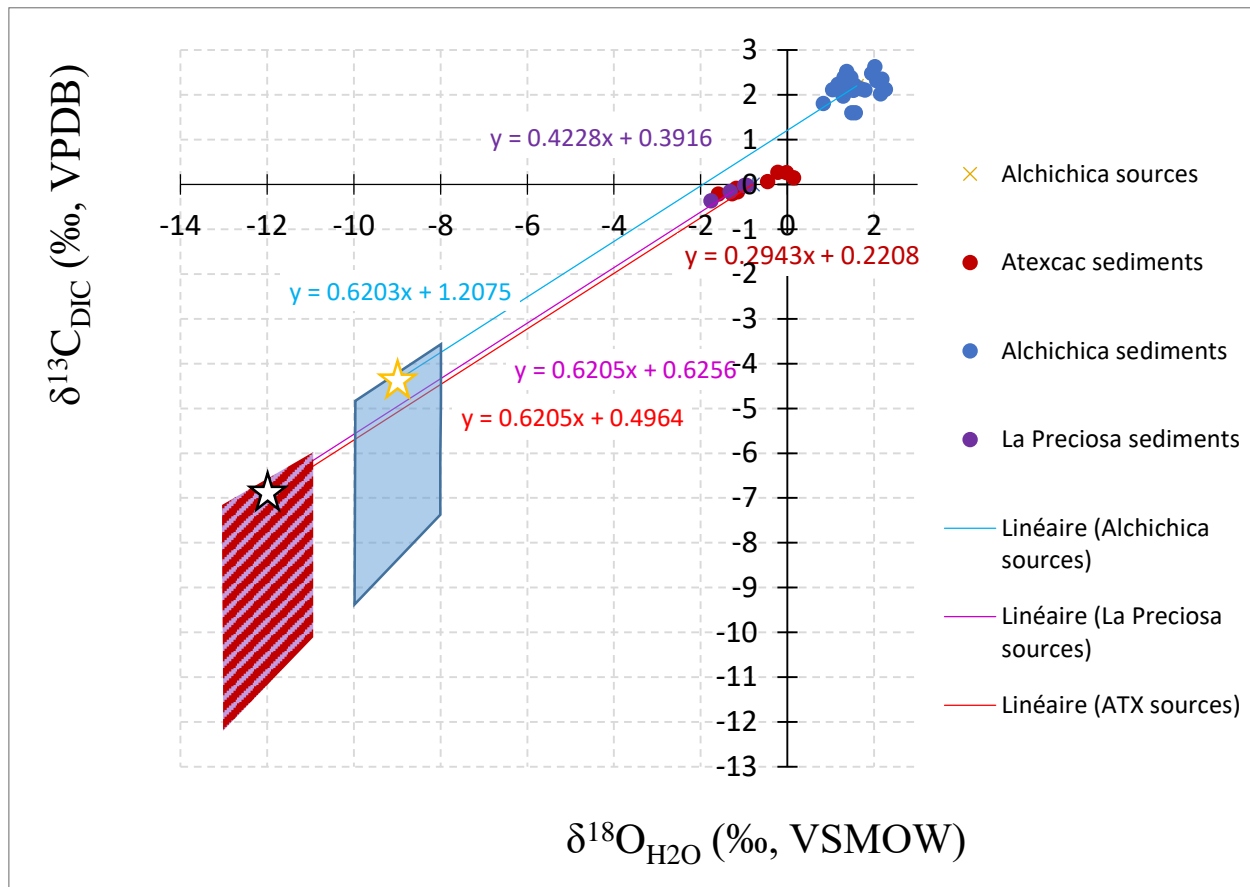 δ¹³C_DIC (‰, VPDB)
3
2
1
0
-1
-2
-3
-4
-5
-6
-7
-8
-9
-10
-11
-12
-13
-14
-12
-10
-8
-6
-4
-2
0
2
y = 0.4228x + 0.3916
y = 0.2943x + 0.2208
y = 0.6203x + 1.2075
y = 0.6205x + 0.6256
y = 0.6205x + 0.4964
δ¹⁸O_H2O (‰, VSMOW)
Alchichica sources
Atexcac sediments
Alchichica sediments
La Preciosa sediments
Linéaire (Alchichica
sources)
Linéaire (La Preciosa
sources)
Linéaire (ATX sources)